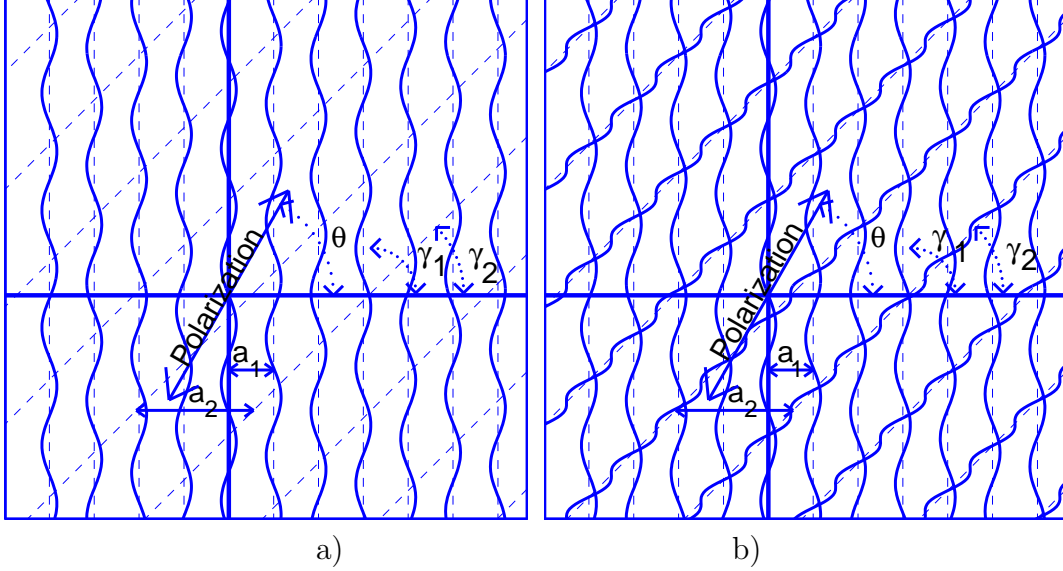 θ
γ1
γ2
Polarization
a1
a2
θ
γ1
γ2
Polarization
a1
a2
a)
b)